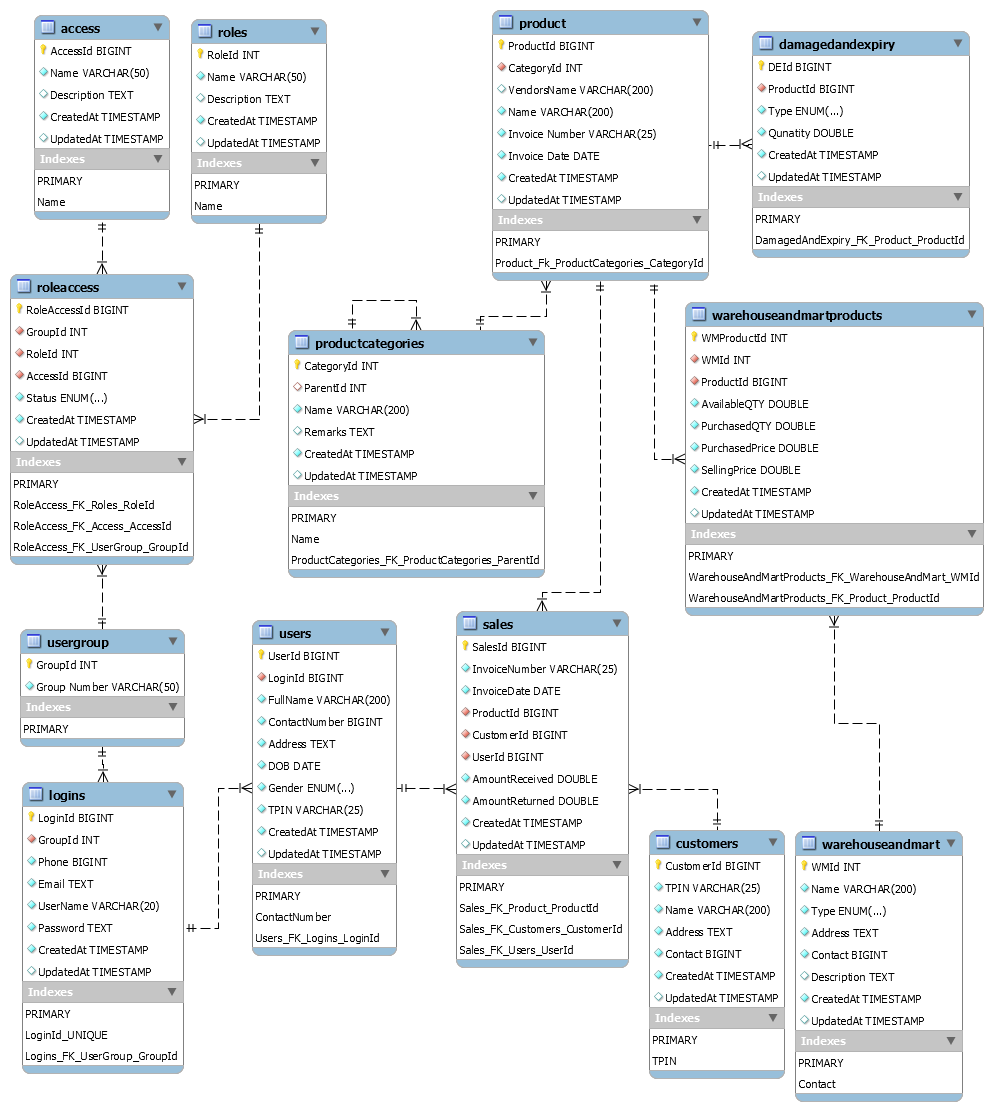 access
AccessId BIGINT
Name VARCHAR(50)
Description TEXT
CreatedAt TIMESTAMP
UpdatedAt TIMESTAMP
Indexes
PRIMARY
Name
roles
RoleId INT
Name VARCHAR(50)
Description TEXT
CreatedAt TIMESTAMP
UpdatedAt TIMESTAMP
Indexes
PRIMARY
Name
product
ProductId BIGINT
CategoryId INT
VendorsName VARCHAR(200)
Name VARCHAR(200)
Invoice Number VARCHAR(25)
Invoice Date DATE
CreatedAt TIMESTAMP
UpdatedAt TIMESTAMP
Indexes
PRIMARY
Product_Fk_ProductCategories_CategoryId
damagedandexpiry
DEId BIGINT
ProductId BIGINT
Type ENUM(...)
Qunatity DOUBLE
CreatedAt TIMESTAMP
UpdatedAt TIMESTAMP
Indexes
PRIMARY
DamagedAndExpiry_FK_Product_ProductId
roleaccess
RoleAccessId BIGINT
GroupId INT
RoleId INT
AccessId BIGINT
Status ENUM(...)
CreatedAt TIMESTAMP
UpdatedAt TIMESTAMP
Indexes
PRIMARY
RoleAccess_FK_Roles_RoleId
RoleAccess_FK_Access_AccessId
RoleAccess_FK_UserGroup_GroupId
productcategories
CategoryId INT
ParentId INT
Name VARCHAR(200)
Remarks TEXT
CreatedAt TIMESTAMP
UpdatedAt TIMESTAMP
Indexes
PRIMARY
Name
ProductCategories_FK_ProductCategories_ParentId
warehouseandmartproducts
WMProductId INT
WMId INT
ProductId BIGINT
AvailableQTY DOUBLE
PurchasedQTY DOUBLE
PurchasedPrice DOUBLE
SellingPrice DOUBLE
CreatedAt TIMESTAMP
UpdatedAt TIMESTAMP
Indexes
PRIMARY
WarehouseAndMartProducts_FK_WarehouseAndMart_WMId
WarehouseAndMartProducts_FK_Product_ProductId
usergroup
GroupId INT
Group Number VARCHAR(50)
Indexes
PRIMARY
users
UserId BIGINT
LoginId BIGINT
FullName VARCHAR(200)
ContactNumber BIGINT
Address TEXT
DOB DATE
Gender ENUM(...)
TPIN VARCHAR(25)
CreatedAt TIMESTAMP
UpdatedAt TIMESTAMP
Indexes
PRIMARY
ContactNumber
Users_FK_Logins_LoginId
sales
SalesId BIGINT
InvoiceNumber VARCHAR(25)
InvoiceDate DATE
ProductId BIGINT
CustomerId BIGINT
UserId BIGINT
AmountReceived DOUBLE
AmountReturned DOUBLE
CreatedAt TIMESTAMP
UpdatedAt TIMESTAMP
Indexes
PRIMARY
Sales_FK_Product_ProductId
Sales_FK_Customers_CustomerId
Sales_FK_Users_UserId
logins
LoginId BIGINT
GroupId INT
Phone BIGINT
Email TEXT
UserName VARCHAR(20)
Password TEXT
CreatedAt TIMESTAMP
UpdatedAt TIMESTAMP
Indexes
PRIMARY
LoginId_UNIQUE
Logins_FK_UserGroup_GroupId
customers
CustomerId BIGINT
TPIN VARCHAR(25)
Name VARCHAR(200)
Address TEXT
Contact BIGINT
CreatedAt TIMESTAMP
UpdatedAt TIMESTAMP
Indexes
PRIMARY
TPIN
warehouseandmart
WMId INT
Name VARCHAR(200)
Type ENUM(...)
Address TEXT
Contact BIGINT
Description TEXT
CreatedAt TIMESTAMP
UpdatedAt TIMESTAMP
Indexes
PRIMARY
Contact